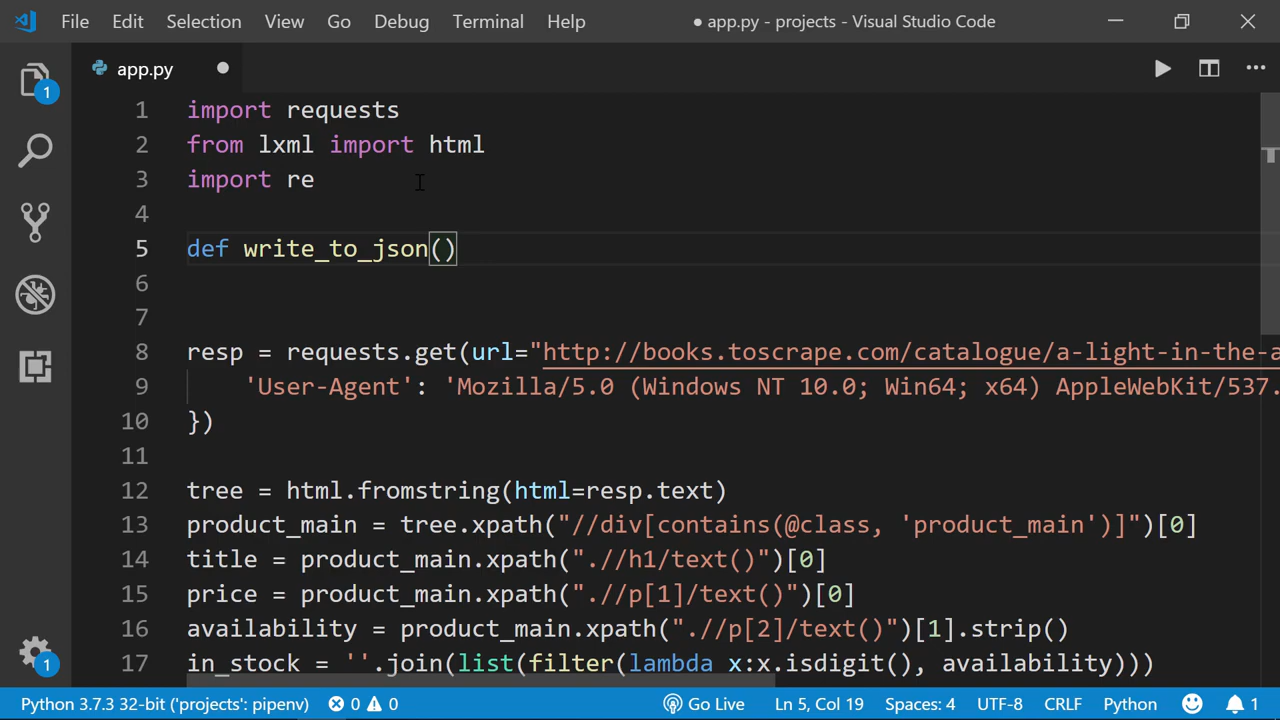 File Edit Selection View Go Debug Terminal Help ● app.py - projects - Visual Studio Code
app.py
1 import requests
2 from lxml import html
3 import re
4
5 def write_to_json()
6
7
8 resp = requests.get(url="http://books.toscrape.com/catalogue/a-light-in-the-a
9 'User-Agent': 'Mozilla/5.0 (Windows NT 10.0; Win64; x64) AppleWebKit/537.
10 })
11
12 tree = html.fromstring(html=resp.text)
13 product_main = tree.xpath("//div[contains(@class, 'product_main')]")[0]
14 title = product_main.xpath(".//h1/text()")[0]
15 price = product_main.xpath(".//p[1]/text()")[0]
16 availability = product_main.xpath(".//p[2]/text()")[1].strip()
17 in_stock = ''.join(list(filter(lambda x:x.isdigit(), availability)))
1
1
Python 3.7.3 32-bit ('projects': pipenv) 0 0 Go Live Ln 5, Col 19 Spaces: 4 UTF-8 CRLF Python 1